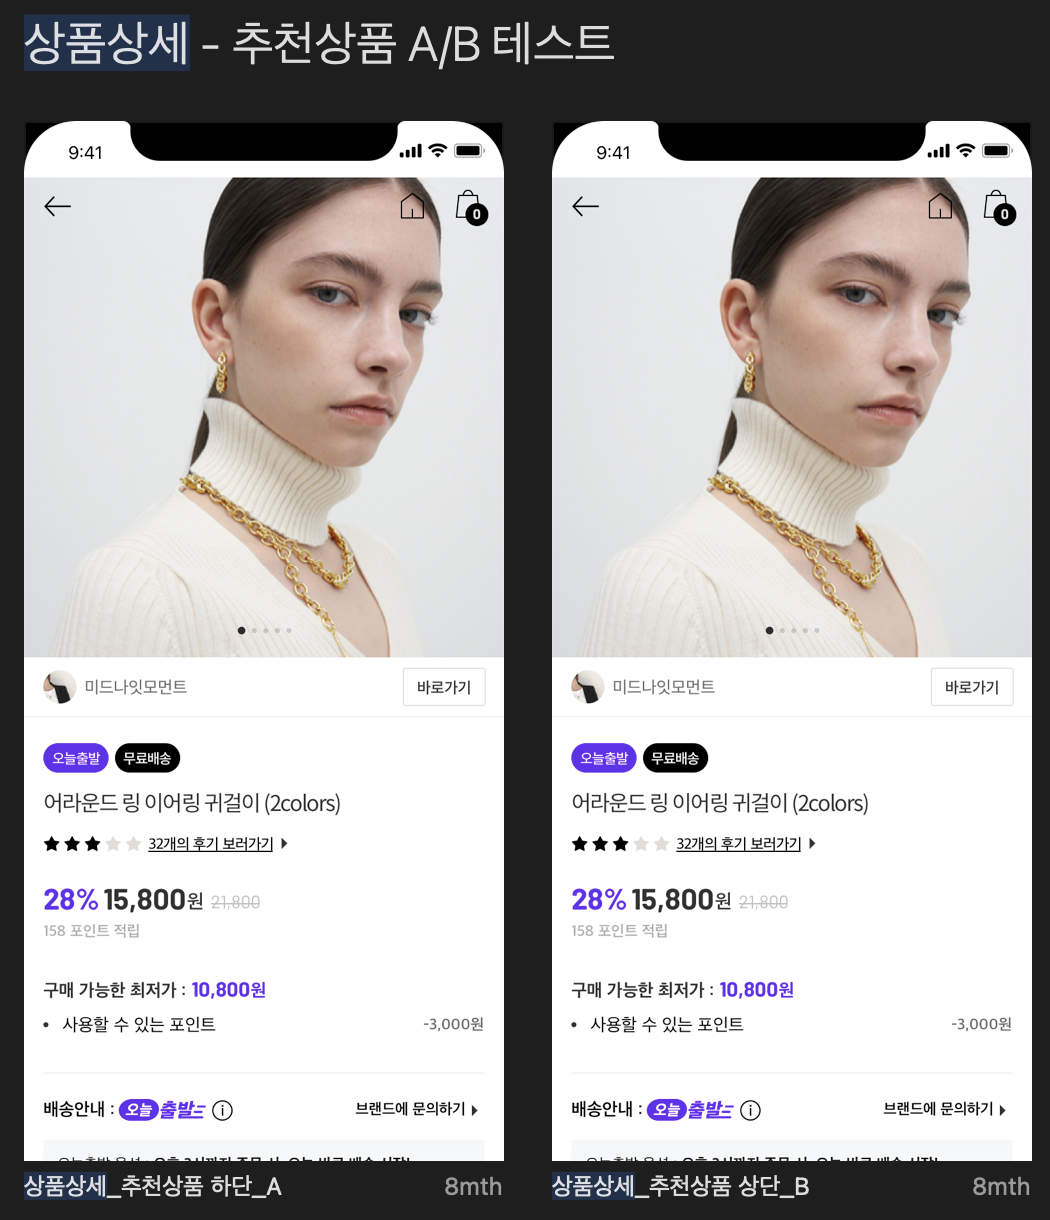 상품상세 - 추천상품 A/B 테스트
9:41
0
미드나잇모먼트 바로가기
오늘출발 무료배송
어라운드 링 이어링 귀걸이 (2colors)
32개의 후기 보러가기
28% 15,800원 21,800
158 포인트 적립
구매 가능한 최저가 : 10,800원
• 사용할 수 있는 포인트 -3,000원
배송안내 : 오늘출발 브랜드에 문의하기
상품상세_추천상품 하단_A 8mth
9:41
0
미드나잇모먼트 바로가기
오늘출발 무료배송
어라운드 링 이어링 귀걸이 (2colors)
32개의 후기 보러가기
28% 15,800원 21,800
158 포인트 적립
구매 가능한 최저가 : 10,800원
• 사용할 수 있는 포인트 -3,000원
배송안내 : 오늘출발 브랜드에 문의하기
상품상세_추천상품 상단_B 8mth